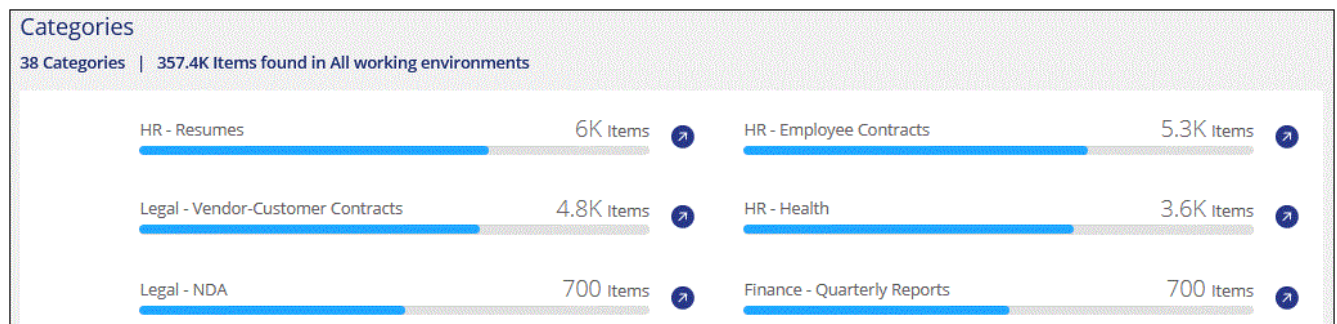 Categories
38 Categories | 357.4K Items found in All working environments
HR - Resumes 6K Items
HR - Employee Contracts 5.3K Items
Legal - Vendor-Customer Contracts 4.8K Items
HR - Health 3.6K Items
Legal - NDA 700 Items
Finance - Quarterly Reports 700 Items